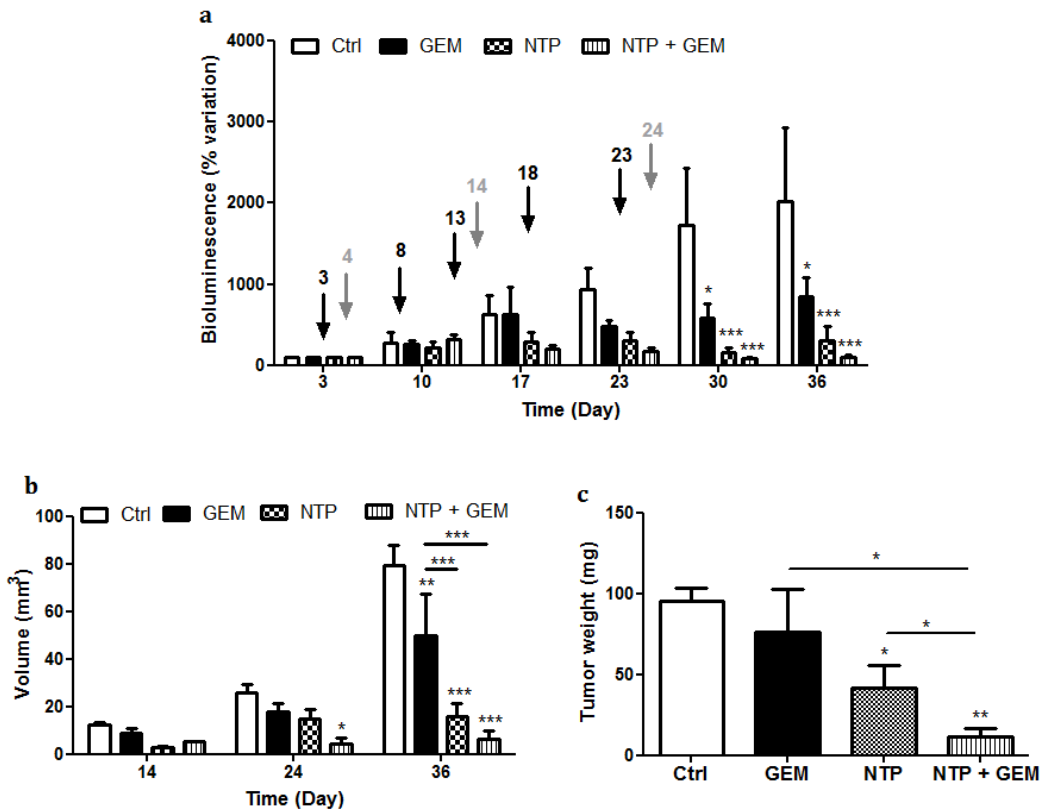 a
4000
Ctrl GEM NTP NTP + GEM
Bioluminescence (% variation)
3000
24
23
2000
14
18
13
1000
8
3 4
* *** ***
* *** ***
0
3 10 17 23 30 36
Time (Day)
b
100
Ctrl GEM NTP NTP + GEM
Volume (mm3)
80
***
***
**
60
40
20
* *** ***
0
14 24 36
Time (Day)
c
150
Tumor weight (mg)
*
100
*
*
50
**
0
Ctrl GEM NTP NTP + GEM